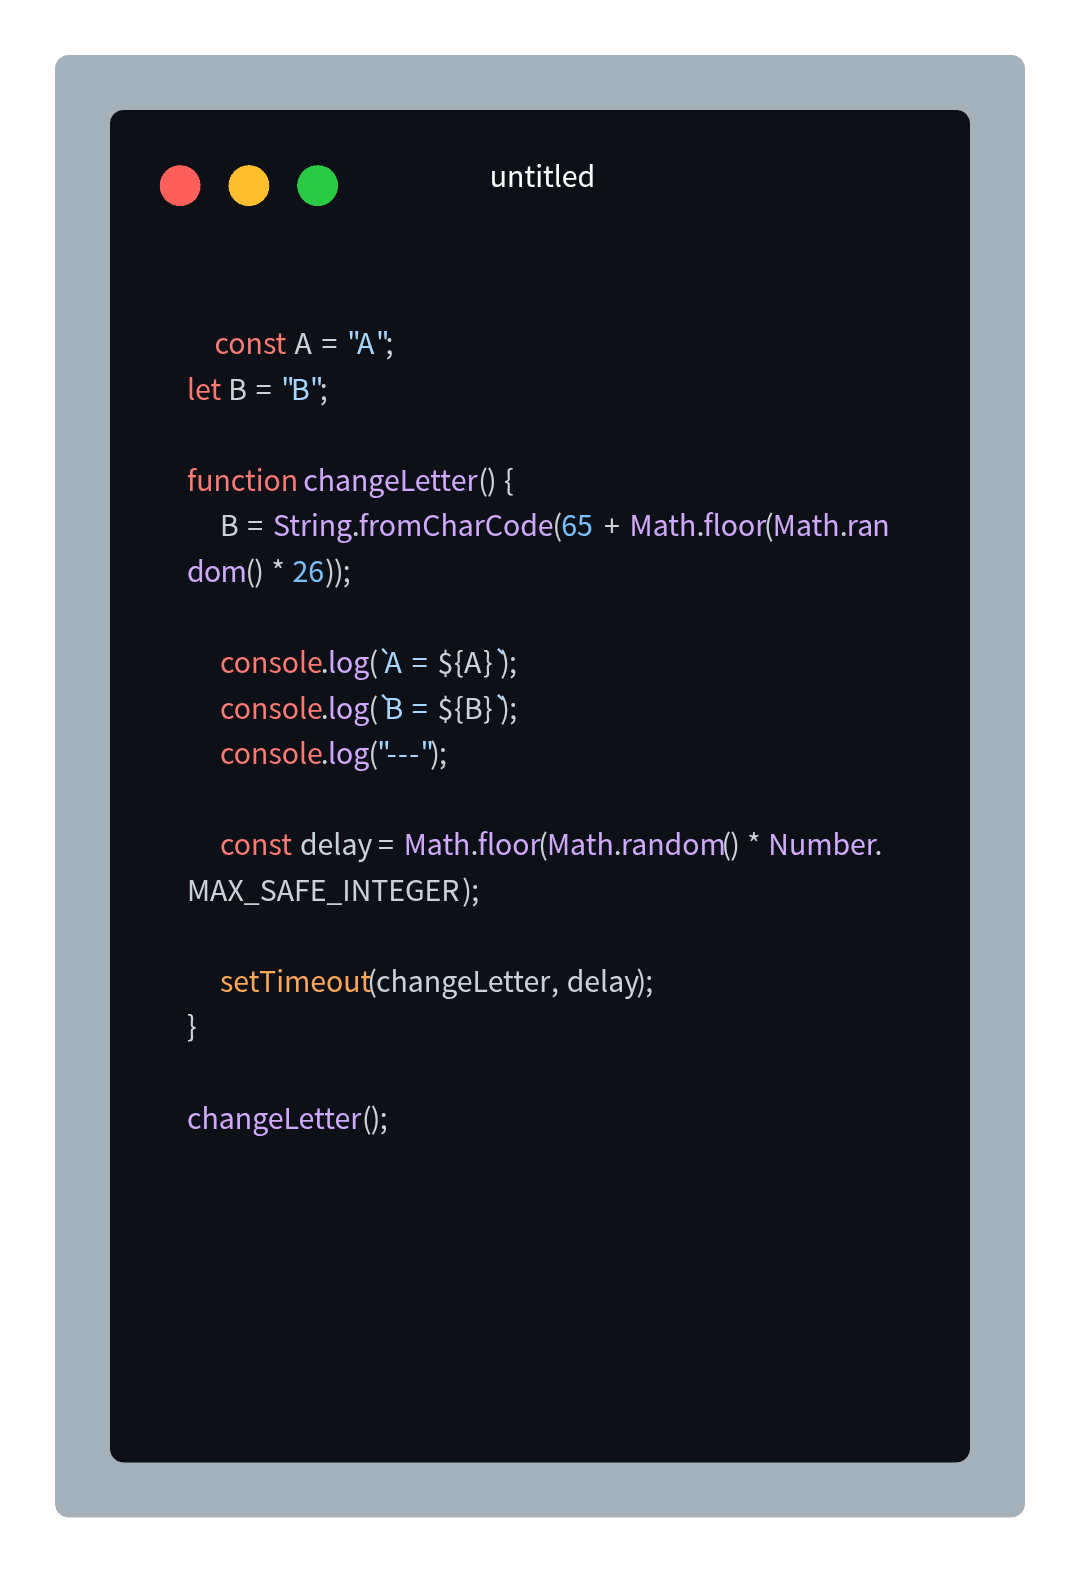 untitled
const A = "A";
let B = "B";
function changeLetter() {
B = String.fromCharCode(65 + Math.floor(Math.ran
dom() * 26));
console.log(`A = ${A}`);
console.log(`B = ${B}`);
console.log("---");
const delay = Math.floor(Math.random() * Number.
MAX_SAFE_INTEGER);
setTimeout(changeLetter, delay);
}
changeLetter();